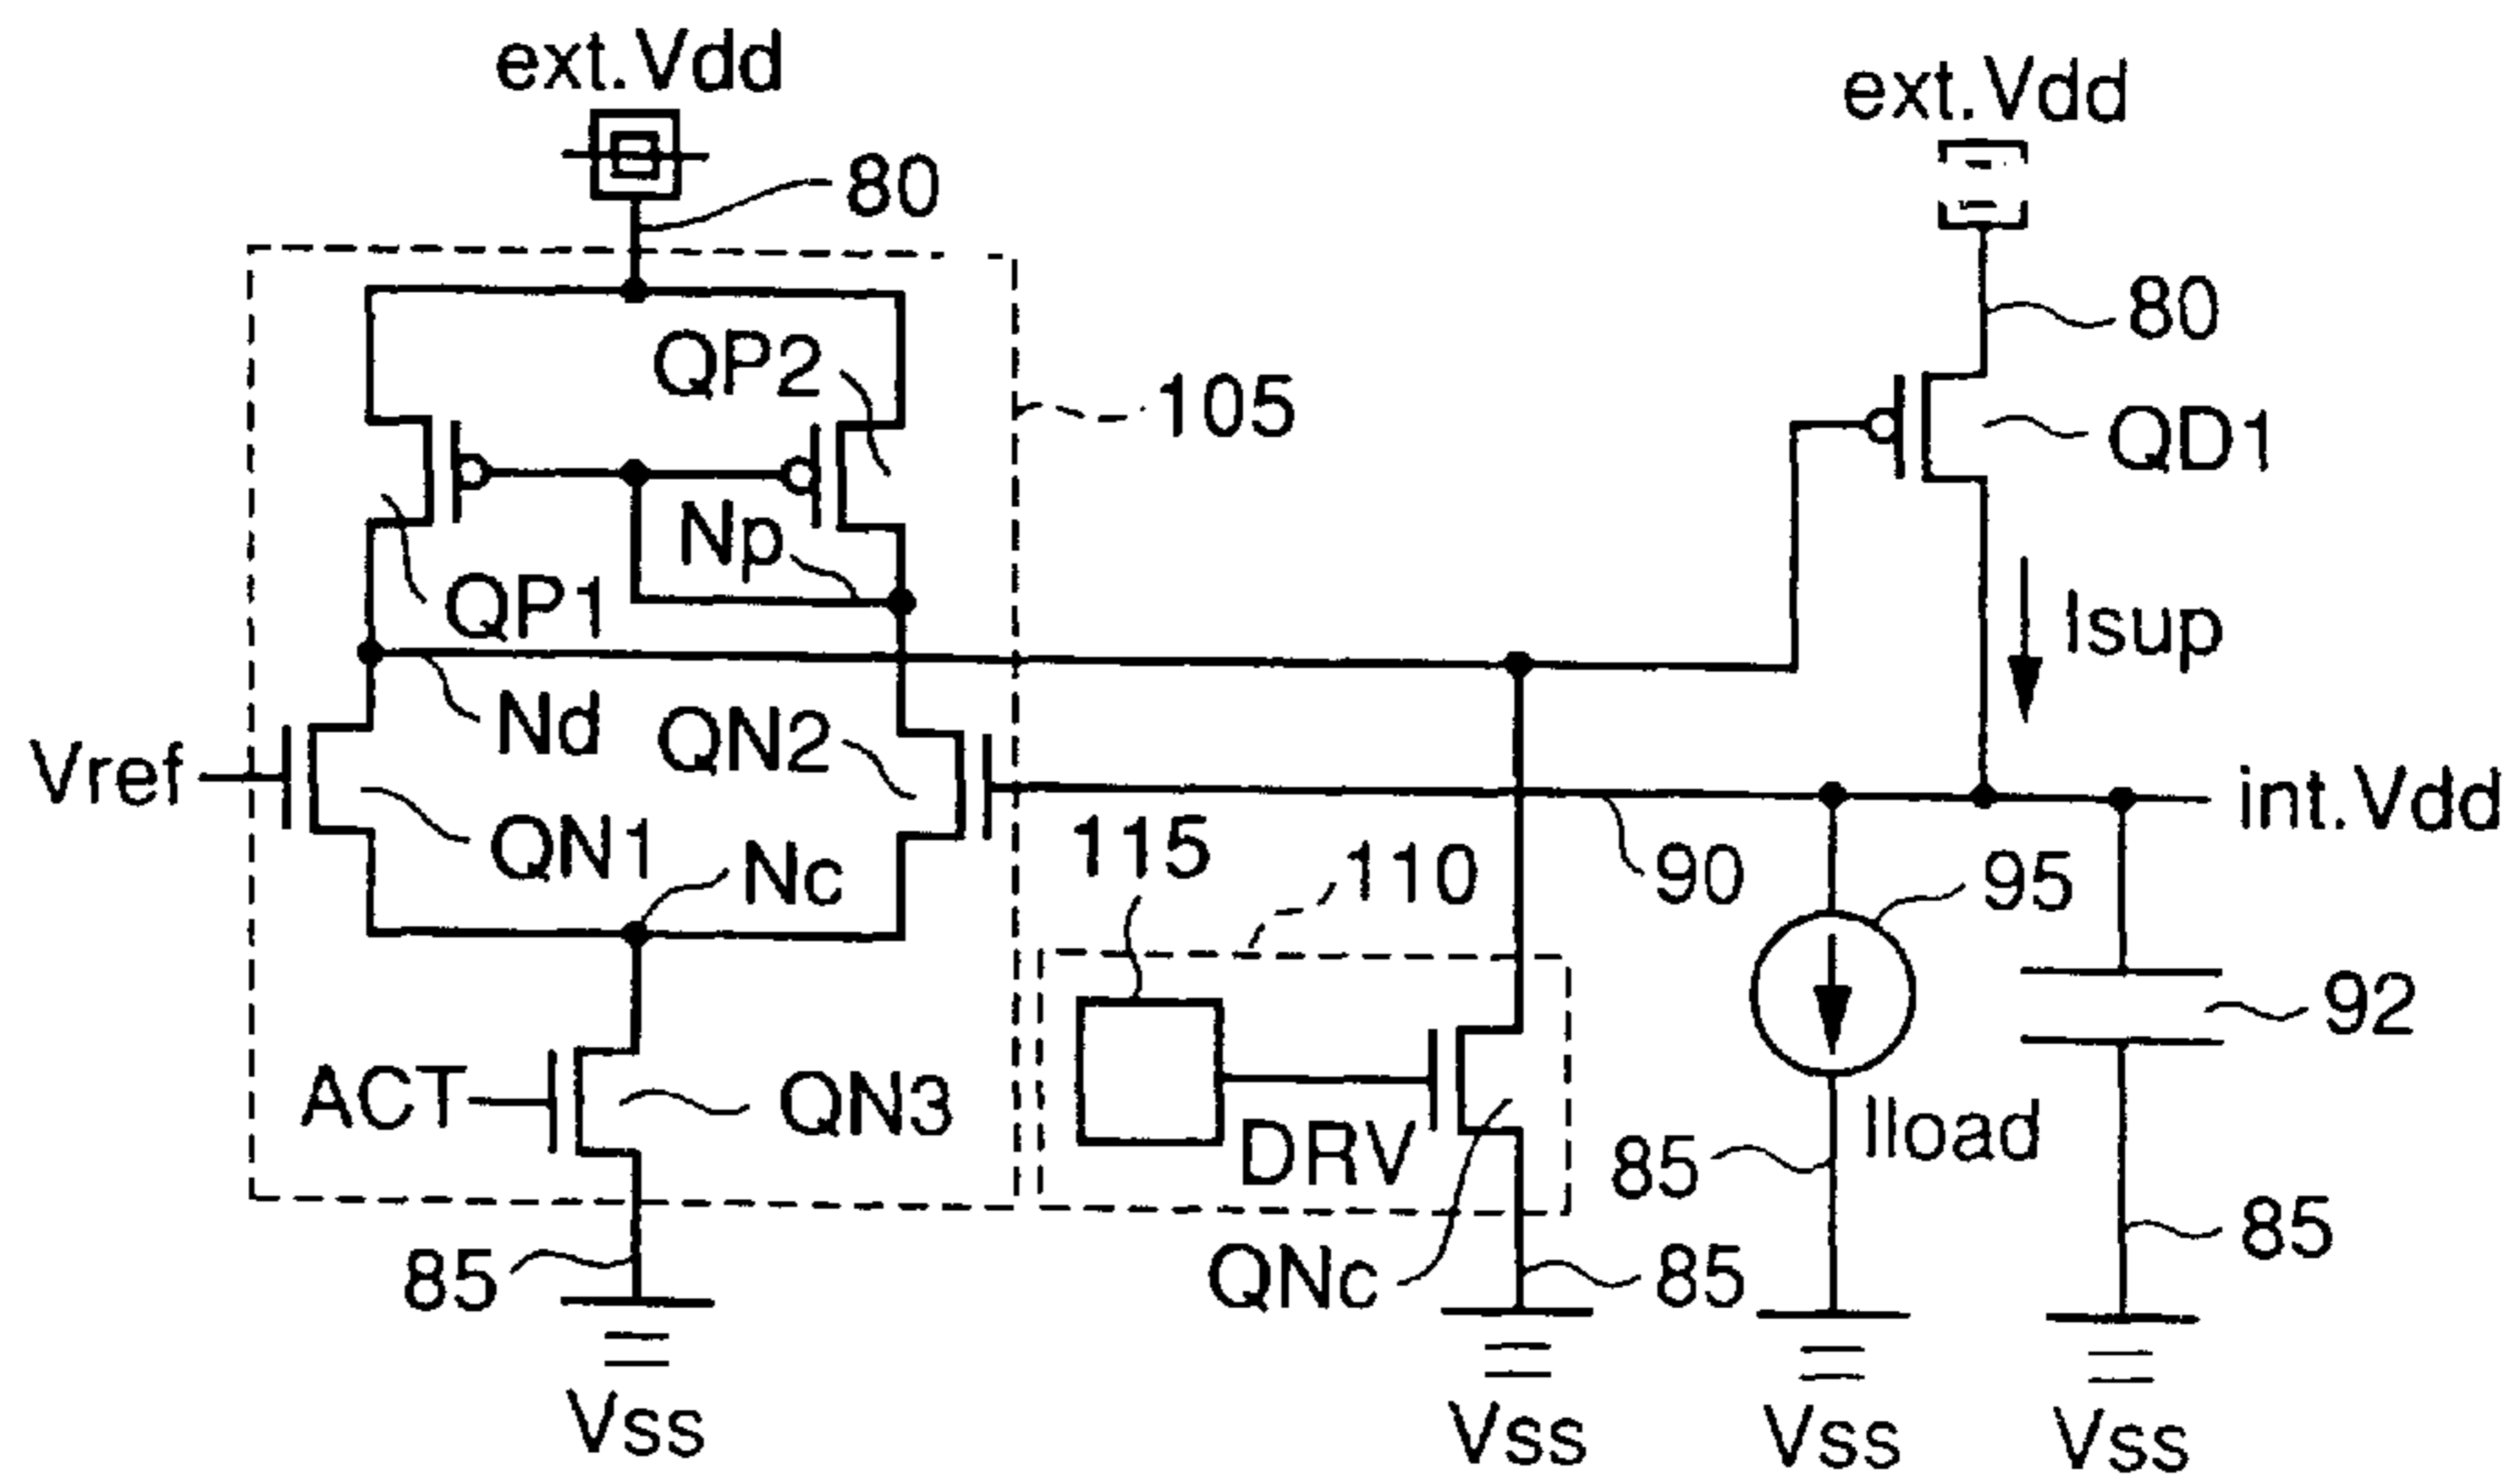 ext.Vdd
ext.Vdd
80
80
QP2
105
QD1
Np
QP1
Isup
Nd
QN2
Vref
int.Vdd
QN1
Nc
115
110
90
95
92
ACT
QN3
DRV
85
Iload
85
QNc
85
85
Vss
Vss
Vss
Vss